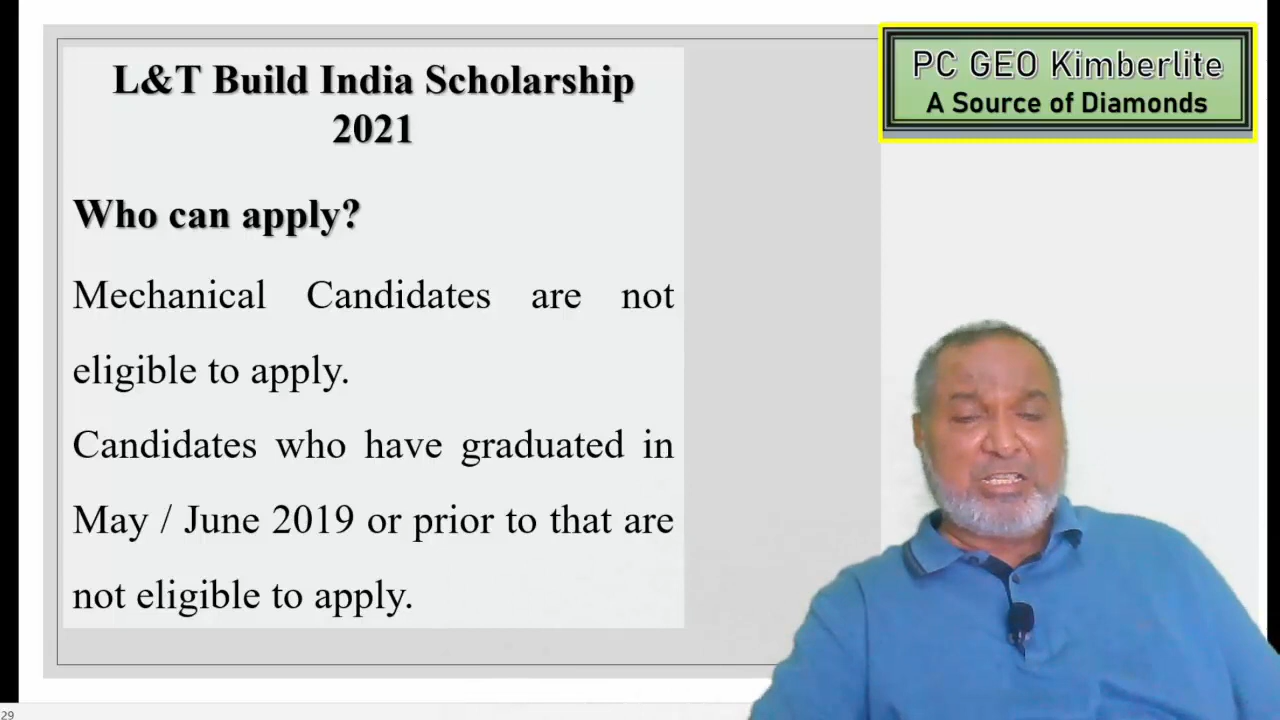 L&T Build India Scholarship
2021
Who can apply?
Mechanical Candidates are not
eligible to apply.
Candidates who have graduated in
May / June 2019 or prior to that are
not eligible to apply.
PC GEO Kimberlite
A Source of Diamonds
29